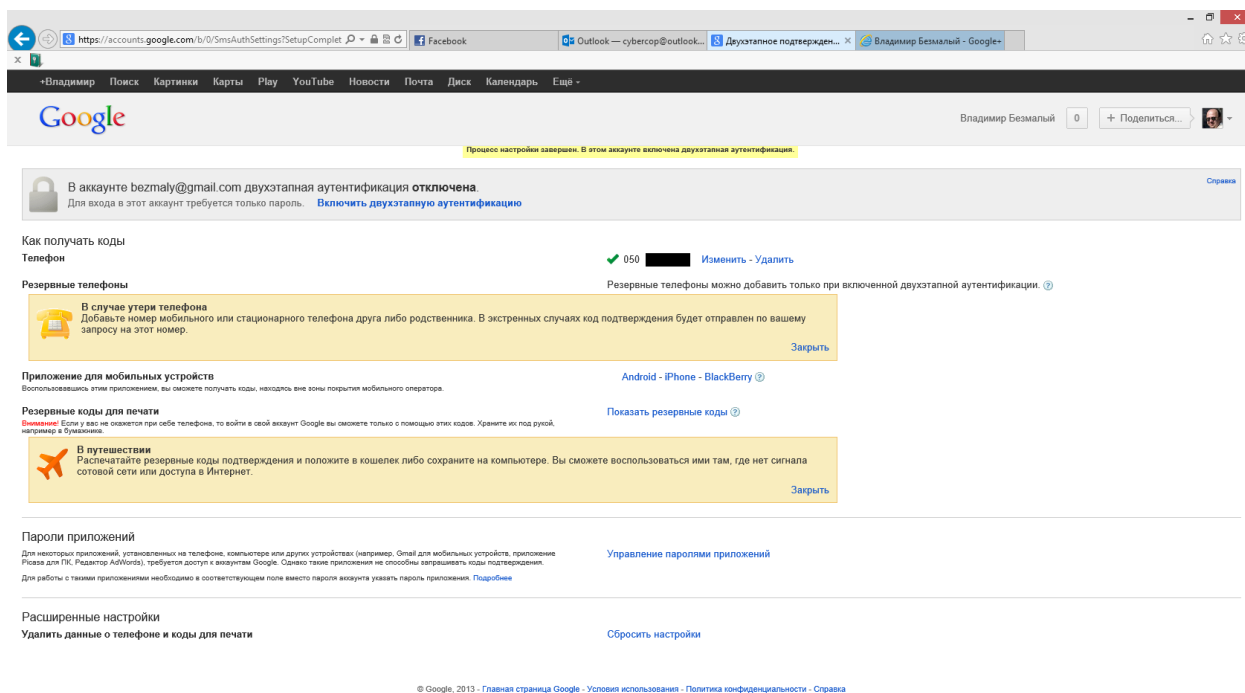 https://accounts.google.com/b/0/SmsAuthSettings?SetupComplet
Facebook
Outlook — cybercop@outlook...
Двухэтапное подтвержден...
Владимир Безмалый - Google+
+Владимир Поиск Картинки Карты Play YouTube Новости Почта Диск Календарь Ещё
Google
Владимир Безмалый 0 + Поделиться...
Процесс настройки завершен. В этом аккаунте включена двухэтапная аутентификация.
В аккаунте bezmaly@gmail.com двухэтапная аутентификация отключена.
Справка
Для входа в этот аккаунт требуется только пароль. Включить двухэтапную аутентификацию
Как получать коды
Телефон
050 Изменить - Удалить
Резервные телефоны
Резервные телефоны можно добавить только при включенной двухэтапной аутентификации. ?
В случае утери телефона
Добавьте номер мобильного или стационарного телефона друга либо родственника. В экстренных случаях код подтверждения будет отправлен по вашему
запросу на этот номер.
Закрыть
Приложение для мобильных устройств
Android - iPhone - BlackBerry ?
Воспользовавшись этим приложением, вы сможете получать коды, находясь вне зоны покрытия мобильного оператора.
Резервные коды для печати
Показать резервные коды ?
Внимание! Если у вас не окажется при себе телефона, то войти в свой аккаунт Google вы сможете только с помощью этих кодов. Храните их под рукой,
например в бумажнике.
В путешествии
Распечатайте резервные коды подтверждения и положите в кошелек либо сохраните на компьютере. Вы сможете воспользоваться ими там, где нет сигнала
сотовой сети или доступа в Интернет.
Закрыть
Пароли приложений
Для некоторых приложений, установленных на телефоне, компьютере или других устройствах (например, Gmail для мобильных устройств, приложение
Picasa для ПК, Редактор AdWords), требуется доступ к аккаунтам Google. Однако такие приложения не способны запрашивать коды подтверждения.
Управление паролями приложений
Для работы с такими приложениями необходимо в соответствующем поле вместо пароля аккаунта указать пароль приложения. Подробнее
Расширенные настройки
Удалить данные о телефоне и коды для печати
Сбросить настройки
© Google, 2013 - Главная страница Google - Условия использования - Политика конфиденциальности - Справка